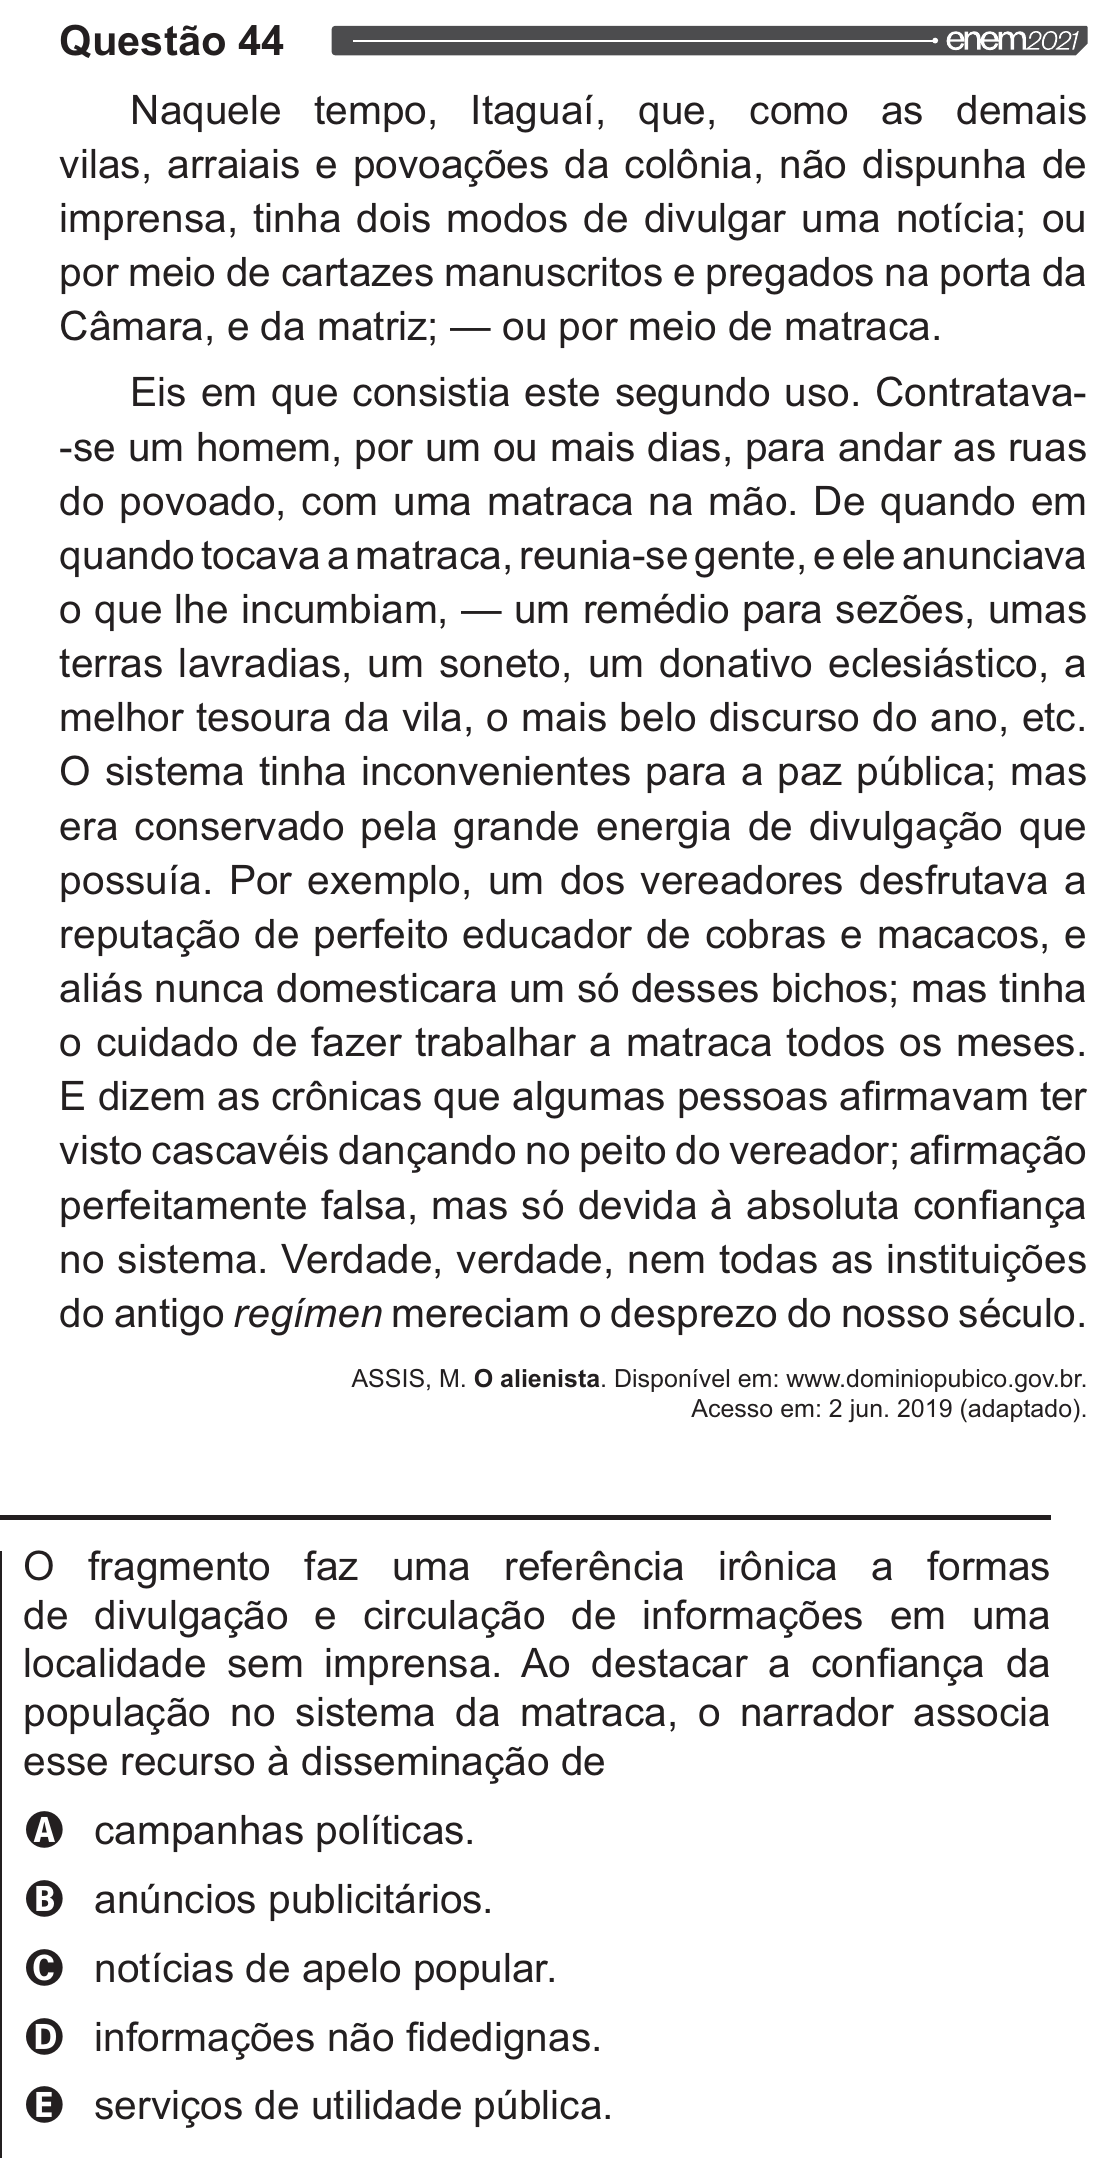 Questão 44
enem2021
Naquele tempo, Itaguaí, que, como as demais
vilas, arraiais e povoações da colônia, não dispunha de
imprensa, tinha dois modos de divulgar uma notícia; ou
por meio de cartazes manuscritos e pregados na porta da
Câmara, e da matriz; — ou por meio de matraca.
Eis em que consistia este segundo uso. Contratava-
-se um homem, por um ou mais dias, para andar as ruas
do povoado, com uma matraca na mão. De quando em
quando tocava a matraca, reunia-se gente, e ele anunciava
o que lhe incumbiam, — um remédio para sezões, umas
terras lavradias, um soneto, um donativo eclesiástico, a
melhor tesoura da vila, o mais belo discurso do ano, etc.
O sistema tinha inconvenientes para a paz pública; mas
era conservado pela grande energia de divulgação que
possuía. Por exemplo, um dos vereadores desfrutava a
reputação de perfeito educador de cobras e macacos, e
aliás nunca domesticara um só desses bichos; mas tinha
o cuidado de fazer trabalhar a matraca todos os meses.
E dizem as crônicas que algumas pessoas afirmavam ter
visto cascavéis dançando no peito do vereador; afirmação
perfeitamente falsa, mas só devida à absoluta confiança
no sistema. Verdade, verdade, nem todas as instituições
do antigo regímen mereciam o desprezo do nosso século.
ASSIS, M. O alienista. Disponível em: www.dominiopubico.gov.br.
Acesso em: 2 jun. 2019 (adaptado).
O fragmento faz uma referência irônica a formas
de divulgação e circulação de informações em uma
localidade sem imprensa. Ao destacar a confiança da
população no sistema da matraca, o narrador associa
esse recurso à disseminação de
A campanhas políticas.
B anúncios publicitários.
C notícias de apelo popular.
D informações não fidedignas.
E serviços de utilidade pública.